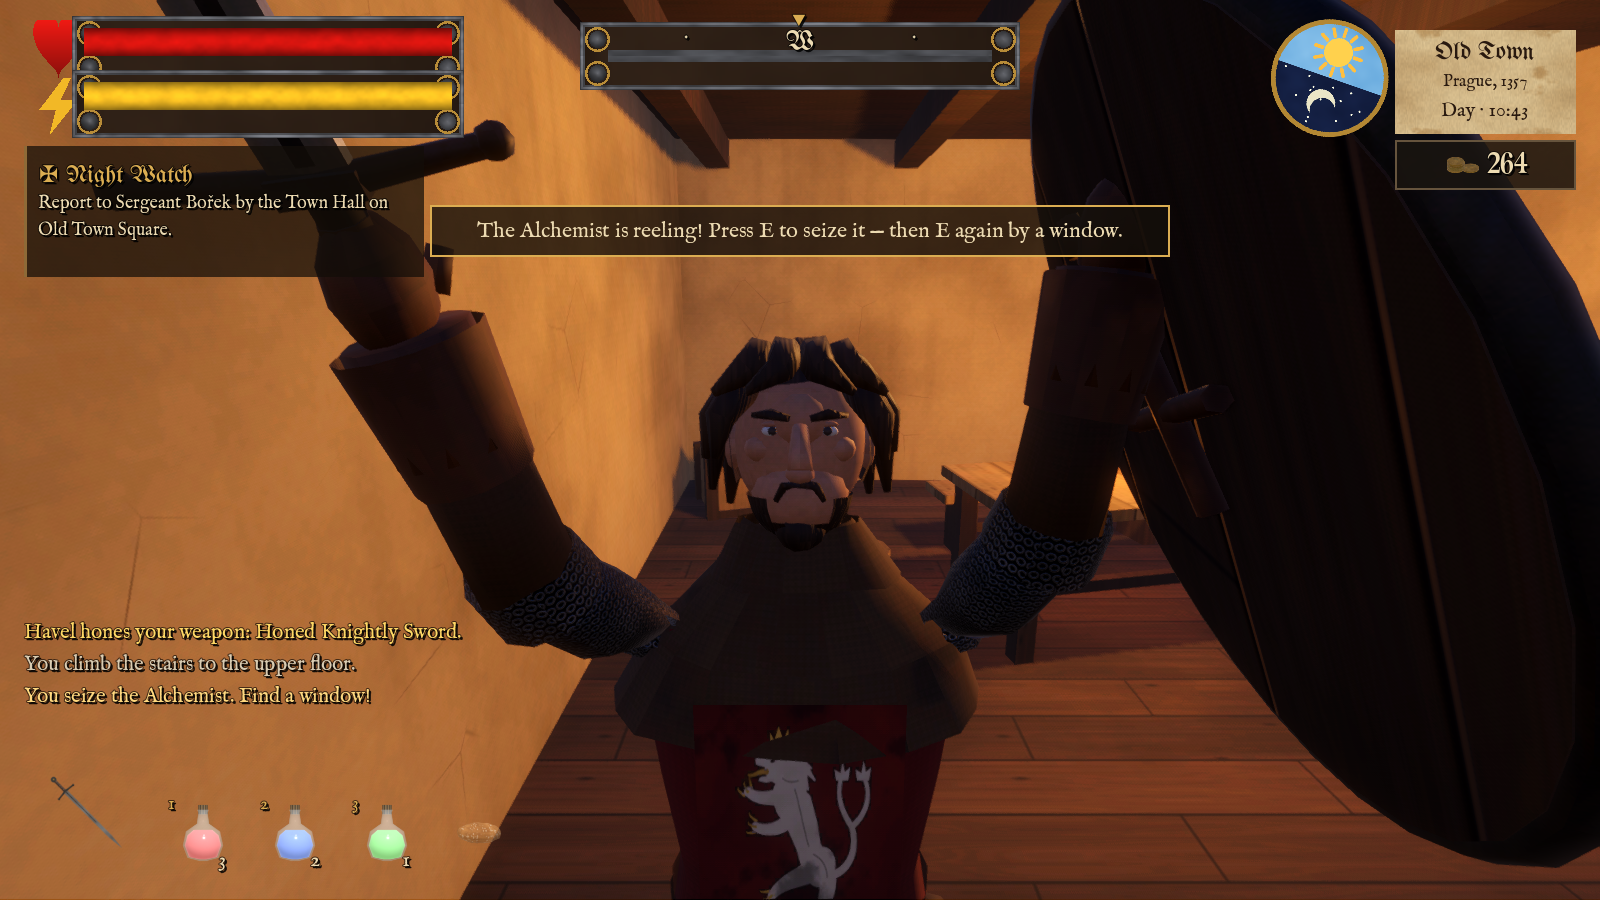 W
Old Town
Prague, 1357
Day · 10:43
264
✠ Night Watch
Report to Sergeant Bořek by the Town Hall on
Old Town Square.
The Alchemist is reeling! Press E to seize it – then E again by a window.
Havel hones your weapon: Honed Knightly Sword.
You climb the stairs to the upper floor.
You seize the Alchemist. Find a window!
1 2 3
3 2 1